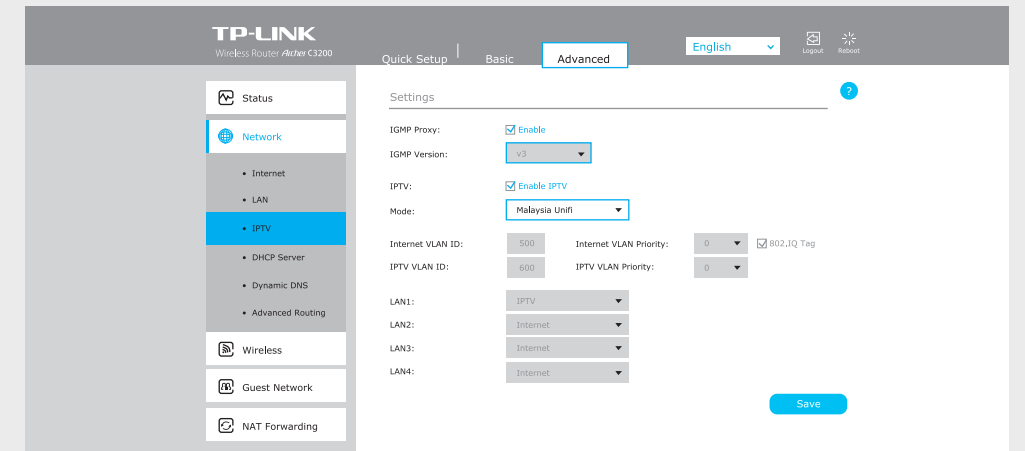 TP-LINK
Wireless Router Archer C3200
Quick Setup Basic Advanced English Logout Reboot
Status
Network
Internet
LAN
IPTV
DHCP Server
Dynamic DNS
Advanced Routing
Wireless
Guest Network
NAT Forwarding
Settings ?
IGMP Proxy: Enable
IGMP Version: v3
IPTV: Enable IPTV
Mode: Malaysia Unifi
Internet VLAN ID: 500 Internet VLAN Priority: 0 802,IQ Tag
IPTV VLAN ID: 600 IPTV VLAN Priority: 0
LAN1: IPTV
LAN2: Internet
LAN3: Internet
LAN4: Internet
Save